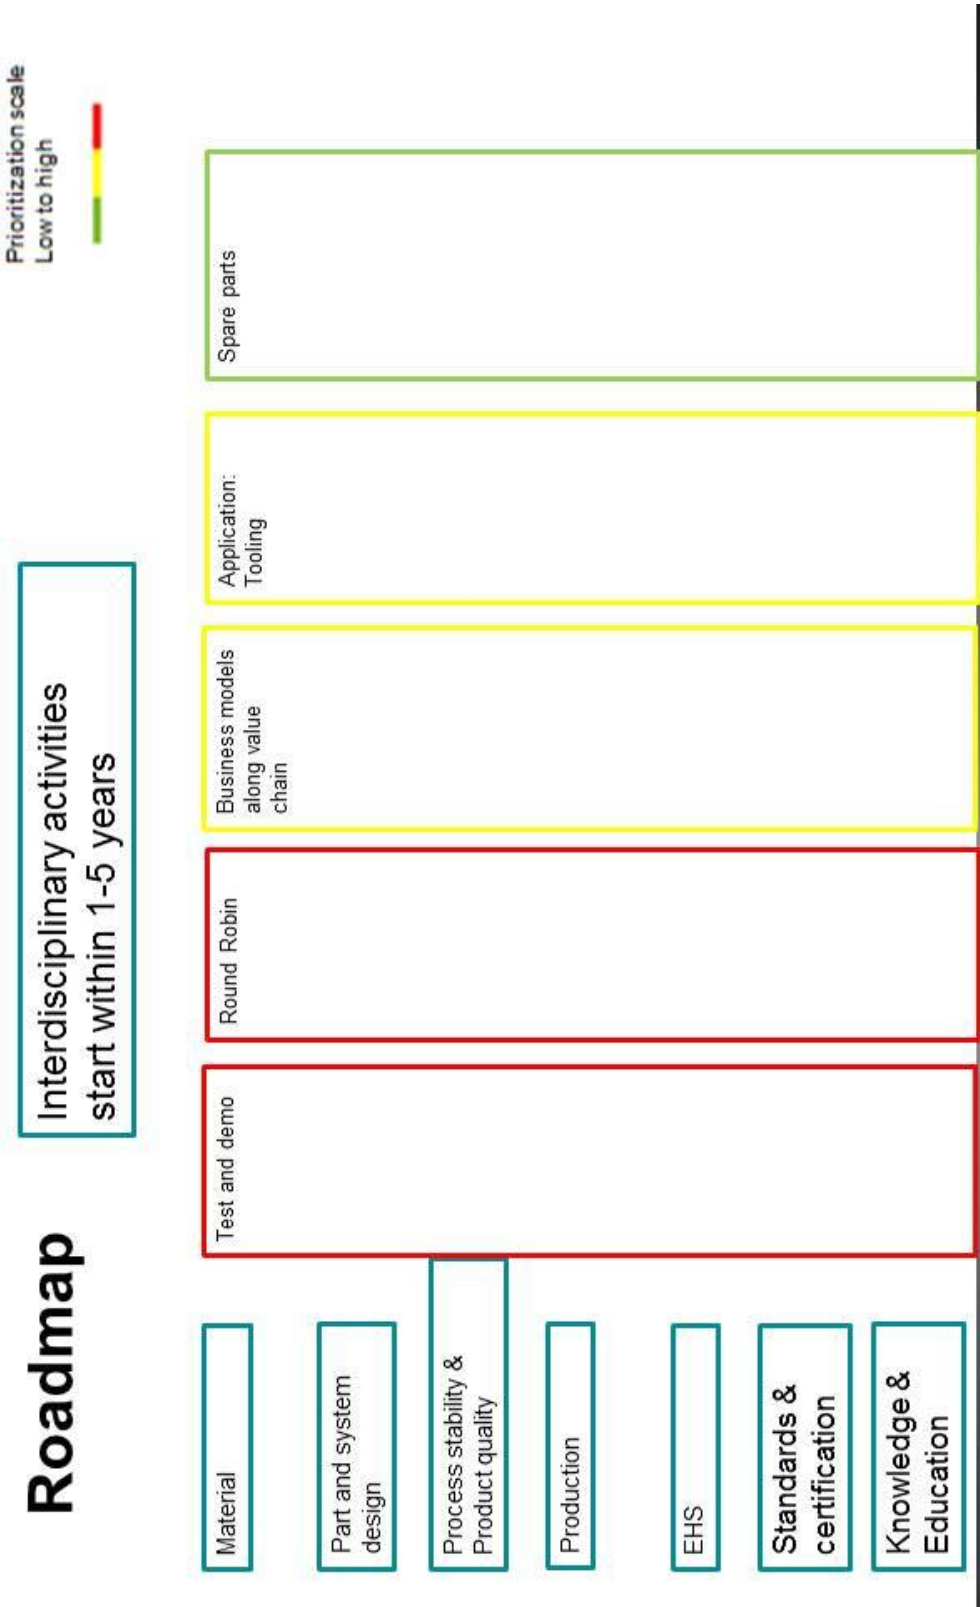 Roadmap
Interdisciplinary activities
start within 1-5 years
Prioritization scale
Low to high
Material
Part and system
design
Process stability &
Product quality
Production
EHS
Standards &
certification
Knowledge &
Education
Test and demo
Round Robin
Business models
along value
chain
Application:
Tooling
Spare parts